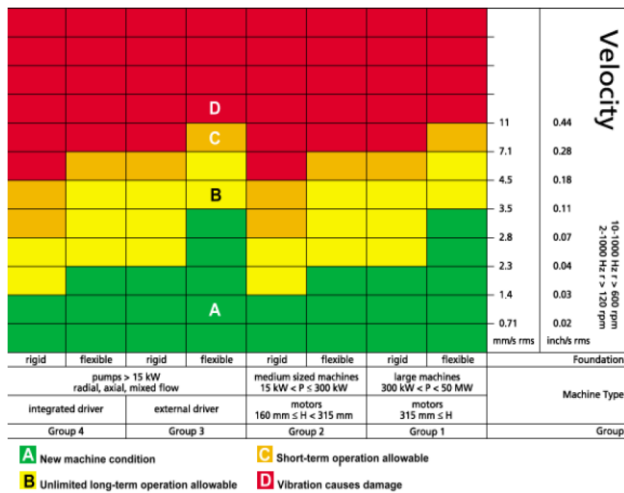 Velocity
10-1000 Hz r > 600 rpm
2-1000 Hz r > 120 rpm
D
C
B
A
11 0.44
7.1 0.28
4.5 0.18
3.5 0.11
2.8 0.07
2.3 0.04
1.4 0.03
0.71 0.02
mm/s rms inch/s rms
rigid flexible rigid flexible rigid flexible rigid flexible Foundation
pumps > 15 kW
radial, axial, mixed flow
medium sized machines
15 kW < P ≤ 300 kW
large machines
300 kW < P < 50 MW
Machine Type
integrated driver external driver
motors
160 mm ≤ H < 315 mm
motors
315 mm ≤ H
Group 4 Group 3 Group 2 Group 1 Group
A New machine condition
B Unlimited long-term operation allowable
C Short-term operation allowable
D Vibration causes damage